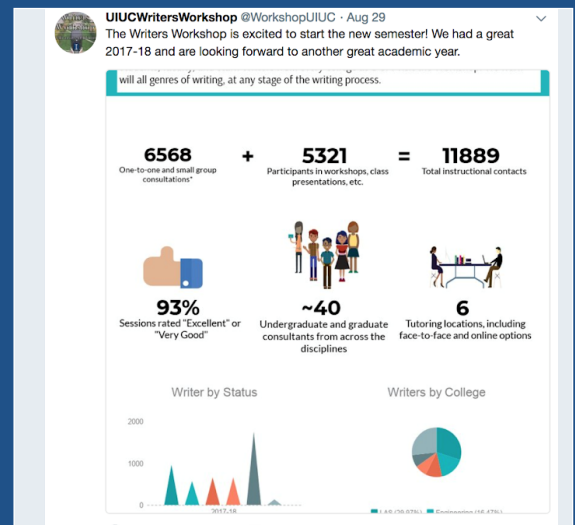 UIUCWritersWorkshop @WorkshopUIUC · Aug 29
The Writers Workshop is excited to start the new semester! We had a great
2017-18 and are looking forward to another great academic year.
will all genres of writing, at any stage of the writing process.
6568 + 5321 = 11889
One-to-one and small group consultations*
Participants in workshops, class presentations, etc.
Total instructional contacts
93%
Sessions rated "Excellent" or
"Very Good"
~40
Undergraduate and graduate
consultants from across the
disciplines
6
Tutoring locations, including
face-to-face and online options
Writer by Status
2000
1000
0
2017-18
Writers by College